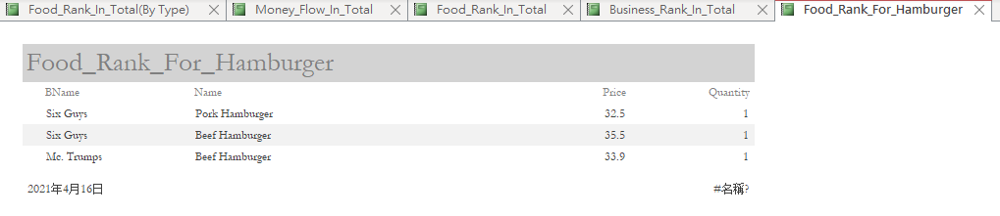 Food_Rank_In_Total(By Type) Money_Flow_In_Total Food_Rank_In_Total Business_Rank_In_Total Food_Rank_For_Hamburger
Food_Rank_For_Hamburger
BName Name Price Quantity
Six Guys Pork Hamburger 32.5 1
Six Guys Beef Hamburger 35.5 1
Mc. Trumps Beef Hamburger 33.9 1
2021年4月16日 #名稱?